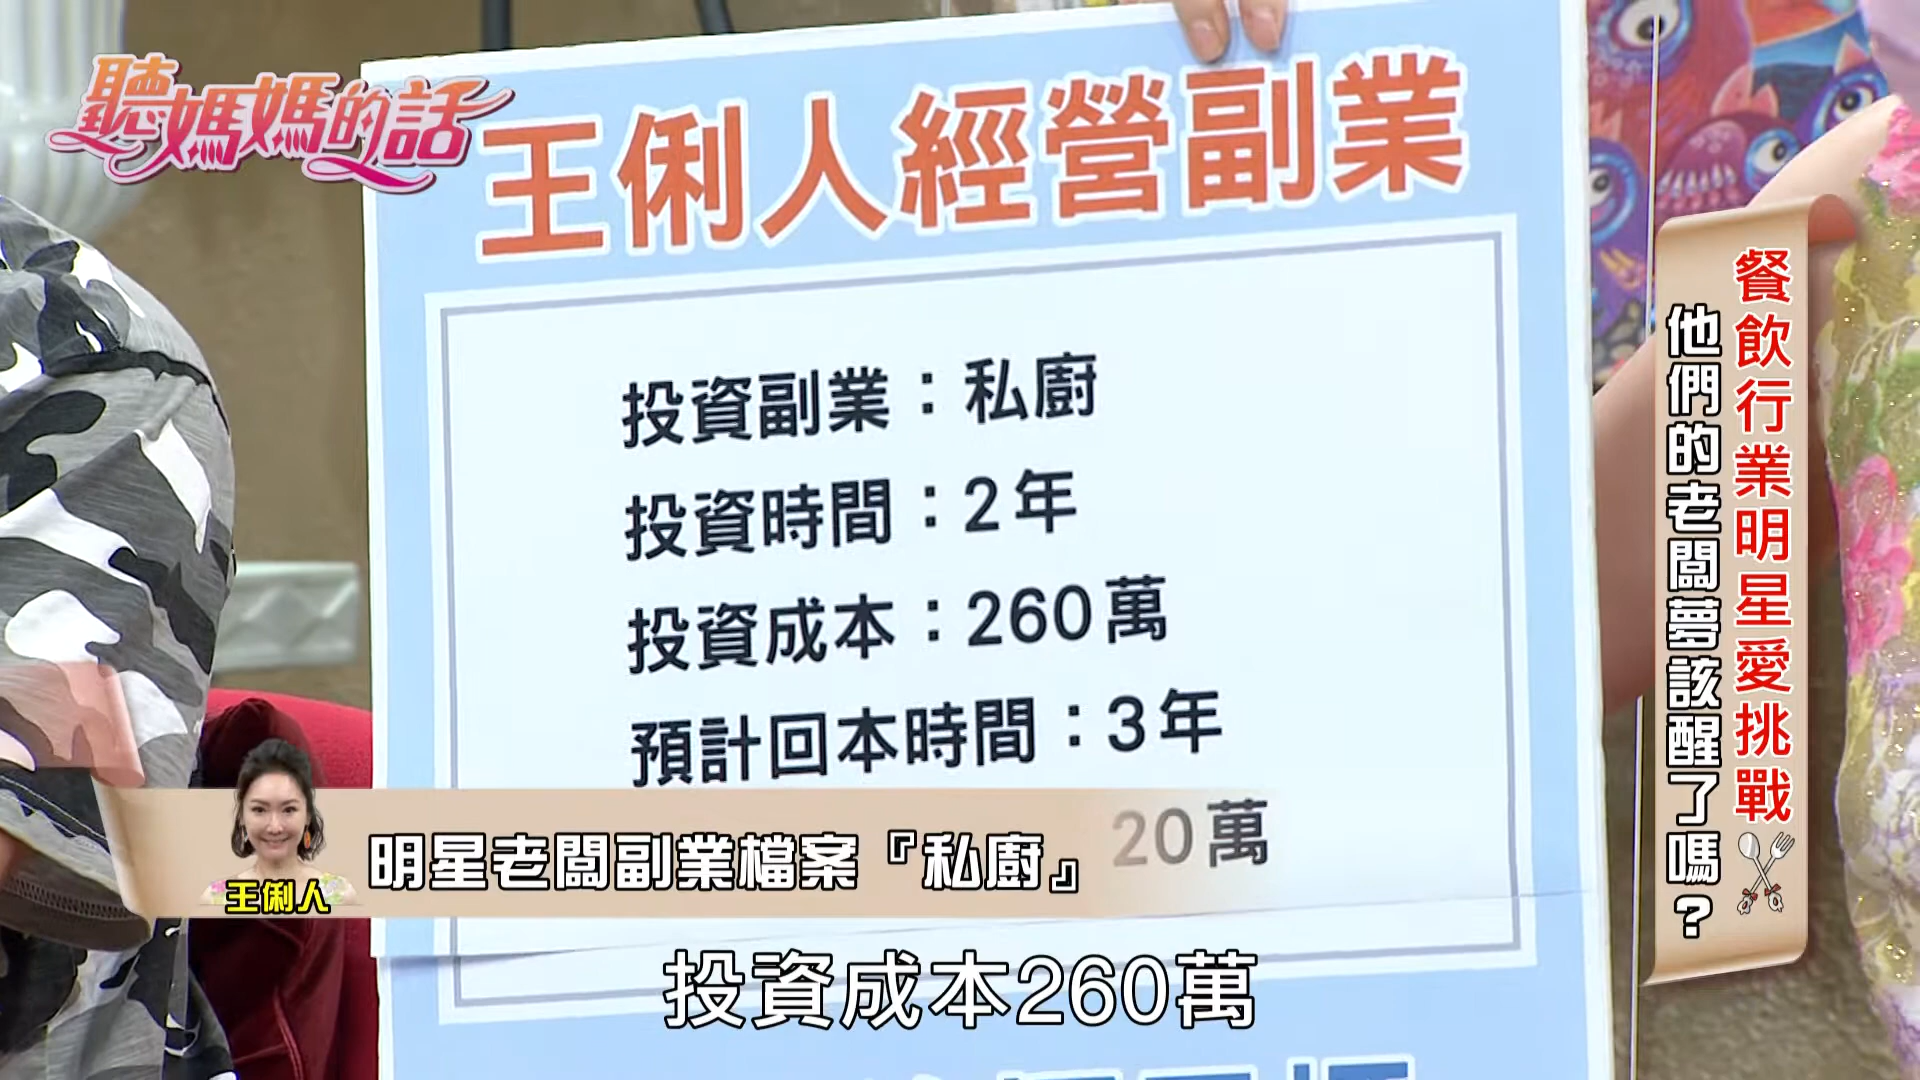 聽媽媽的話
王俐人經營副業
投資副業：私廚
投資時間：2年
投資成本：260萬
預計回本時間：3年
20萬
餐飲行業明星愛挑戰
他們的老闆夢該醒了嗎？
王俐人
明星老闆副業檔案『私廚』
投資成本260萬